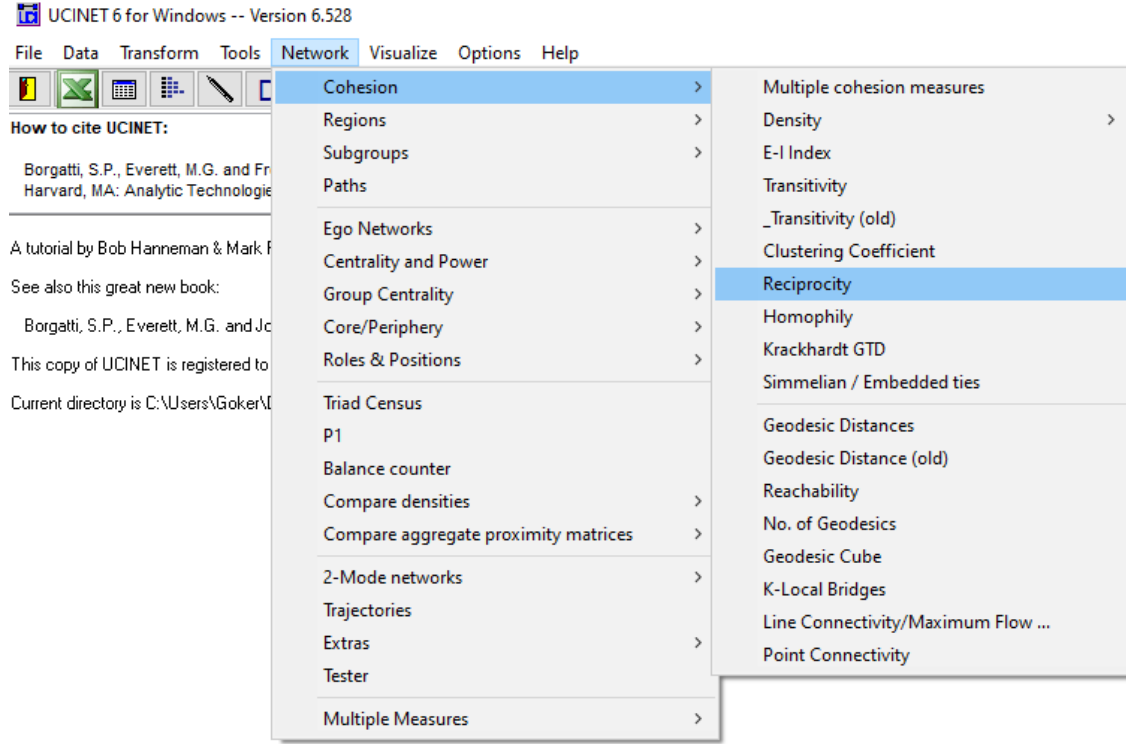 UCINET 6 for Windows -- Version 6.528
File Data Transform Tools Network Visualize Options Help
How to cite UCINET:
Borgatti, S.P., Everett, M.G. and Fr
Harvard, MA: Analytic Technologie
A tutorial by Bob Hanneman & Mark
See also this great new book:
Borgatti, S.P., Everett, M.G. and Jo
This copy of UCINET is registered to
Current directory is C:\Users\Goker\D
Cohesion
Regions
Subgroups
Paths
Ego Networks
Centrality and Power
Group Centrality
Core/Periphery
Roles & Positions
Triad Census
P1
Balance counter
Compare densities
Compare aggregate proximity matrices
2-Mode networks
Trajectories
Extras
Tester
Multiple Measures
Multiple cohesion measures
Density
E-I Index
Transitivity
_Transitivity (old)
Clustering Coefficient
Reciprocity
Homophily
Krackhardt GTD
Simmelian / Embedded ties
Geodesic Distances
Geodesic Distance (old)
Reachability
No. of Geodesics
Geodesic Cube
K-Local Bridges
Line Connectivity/Maximum Flow ...
Point Connectivity